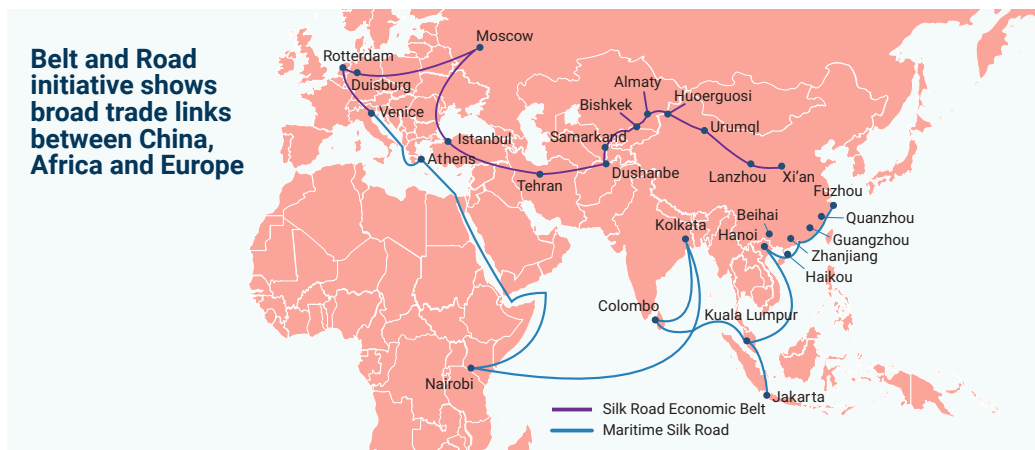 Belt and Road
initiative shows
broad trade links
between China,
Africa and Europe
Moscow
Rotterdam
Duisburg
Venice
Istanbul
Athens
Tehran
Almaty
Bishkek
Huoerguosi
Samarkand
Urumql
Dushanbe
Lanzhou
Xi'an
Fuzhou
Kolkata
Beihai
Quanzhou
Hanoi
Guangzhou
Zhanjiang
Haikou
Colombo
Kuala Lumpur
Nairobi
Jakarta
Silk Road Economic Belt
Maritime Silk Road